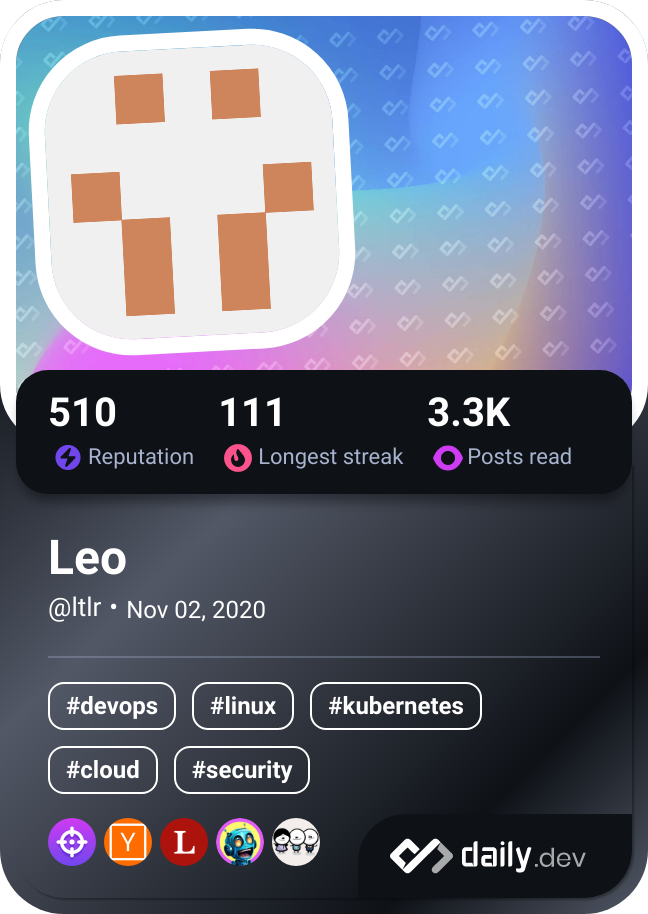 510 111 3.3K
Reputation Longest streak Posts read
Leo
@ltlr • Nov 02, 2020
#devops #linux #kubernetes
#cloud #security
Y L daily.dev